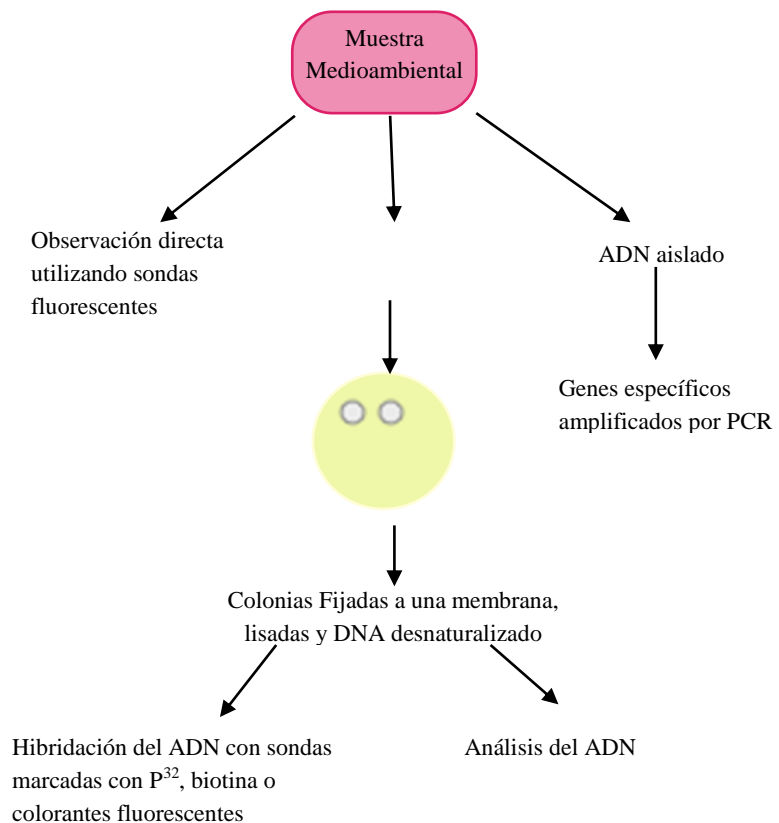 Muestra
Medioambiental
Observación directa
utilizando sondas
fluorescentes
ADN aislado
Genes específicos
amplificados por PCR
Colonias Fijadas a una membrana,
lisadas y DNA desnaturalizado
Hibridación del ADN con sondas
marcadas con P³², biotina o
colorantes fluorescentes
Análisis del ADN